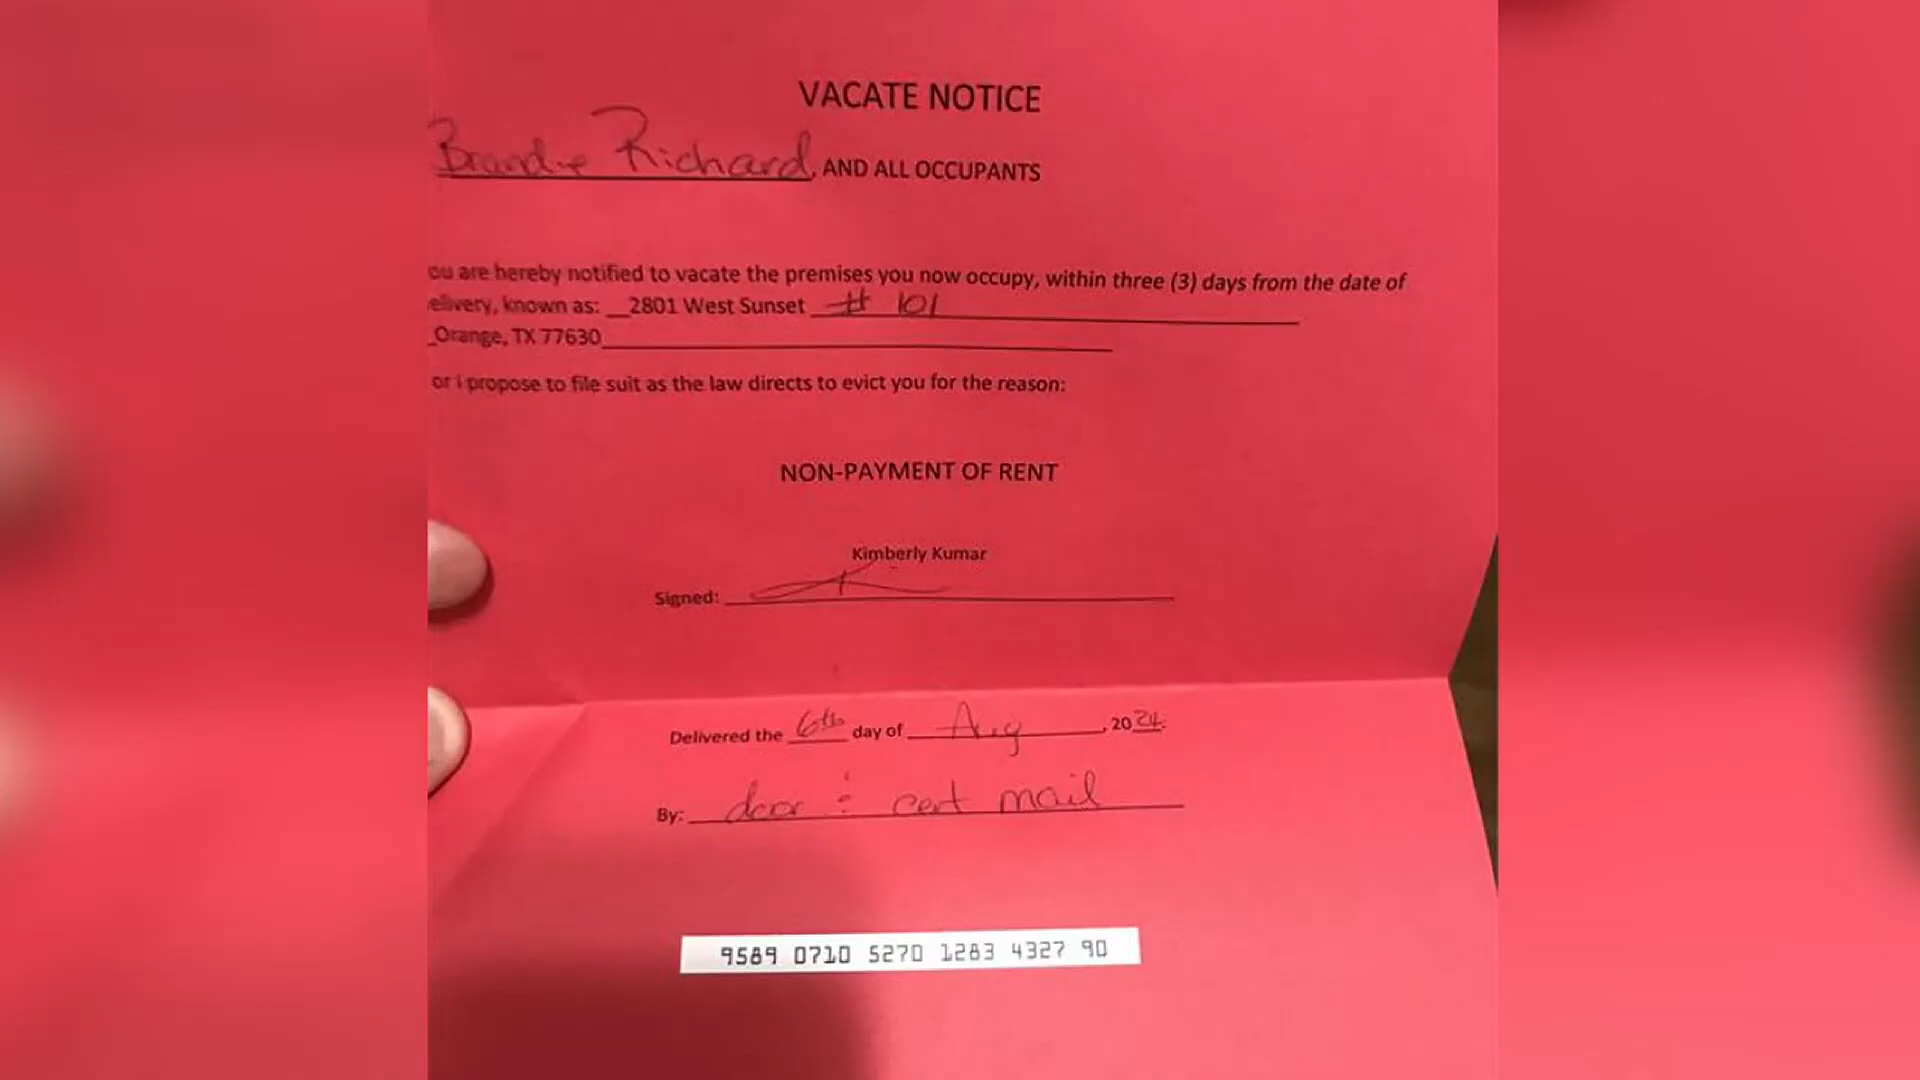 VACATE NOTICE
Brandie Richard, AND ALL OCCUPANTS
ou are hereby notified to vacate the premises you now occupy, within three (3) days from the date of
elivery, known as: __2801 West Sunset # 101
_Orange, TX 77630
or I propose to file suit as the law directs to evict you for the reason:
NON-PAYMENT OF RENT
Kimberly Kumar
Signed:
Delivered the 6th day of Aug, 2024.
By: door & cert mail
9589 0710 5270 1283 4327 90